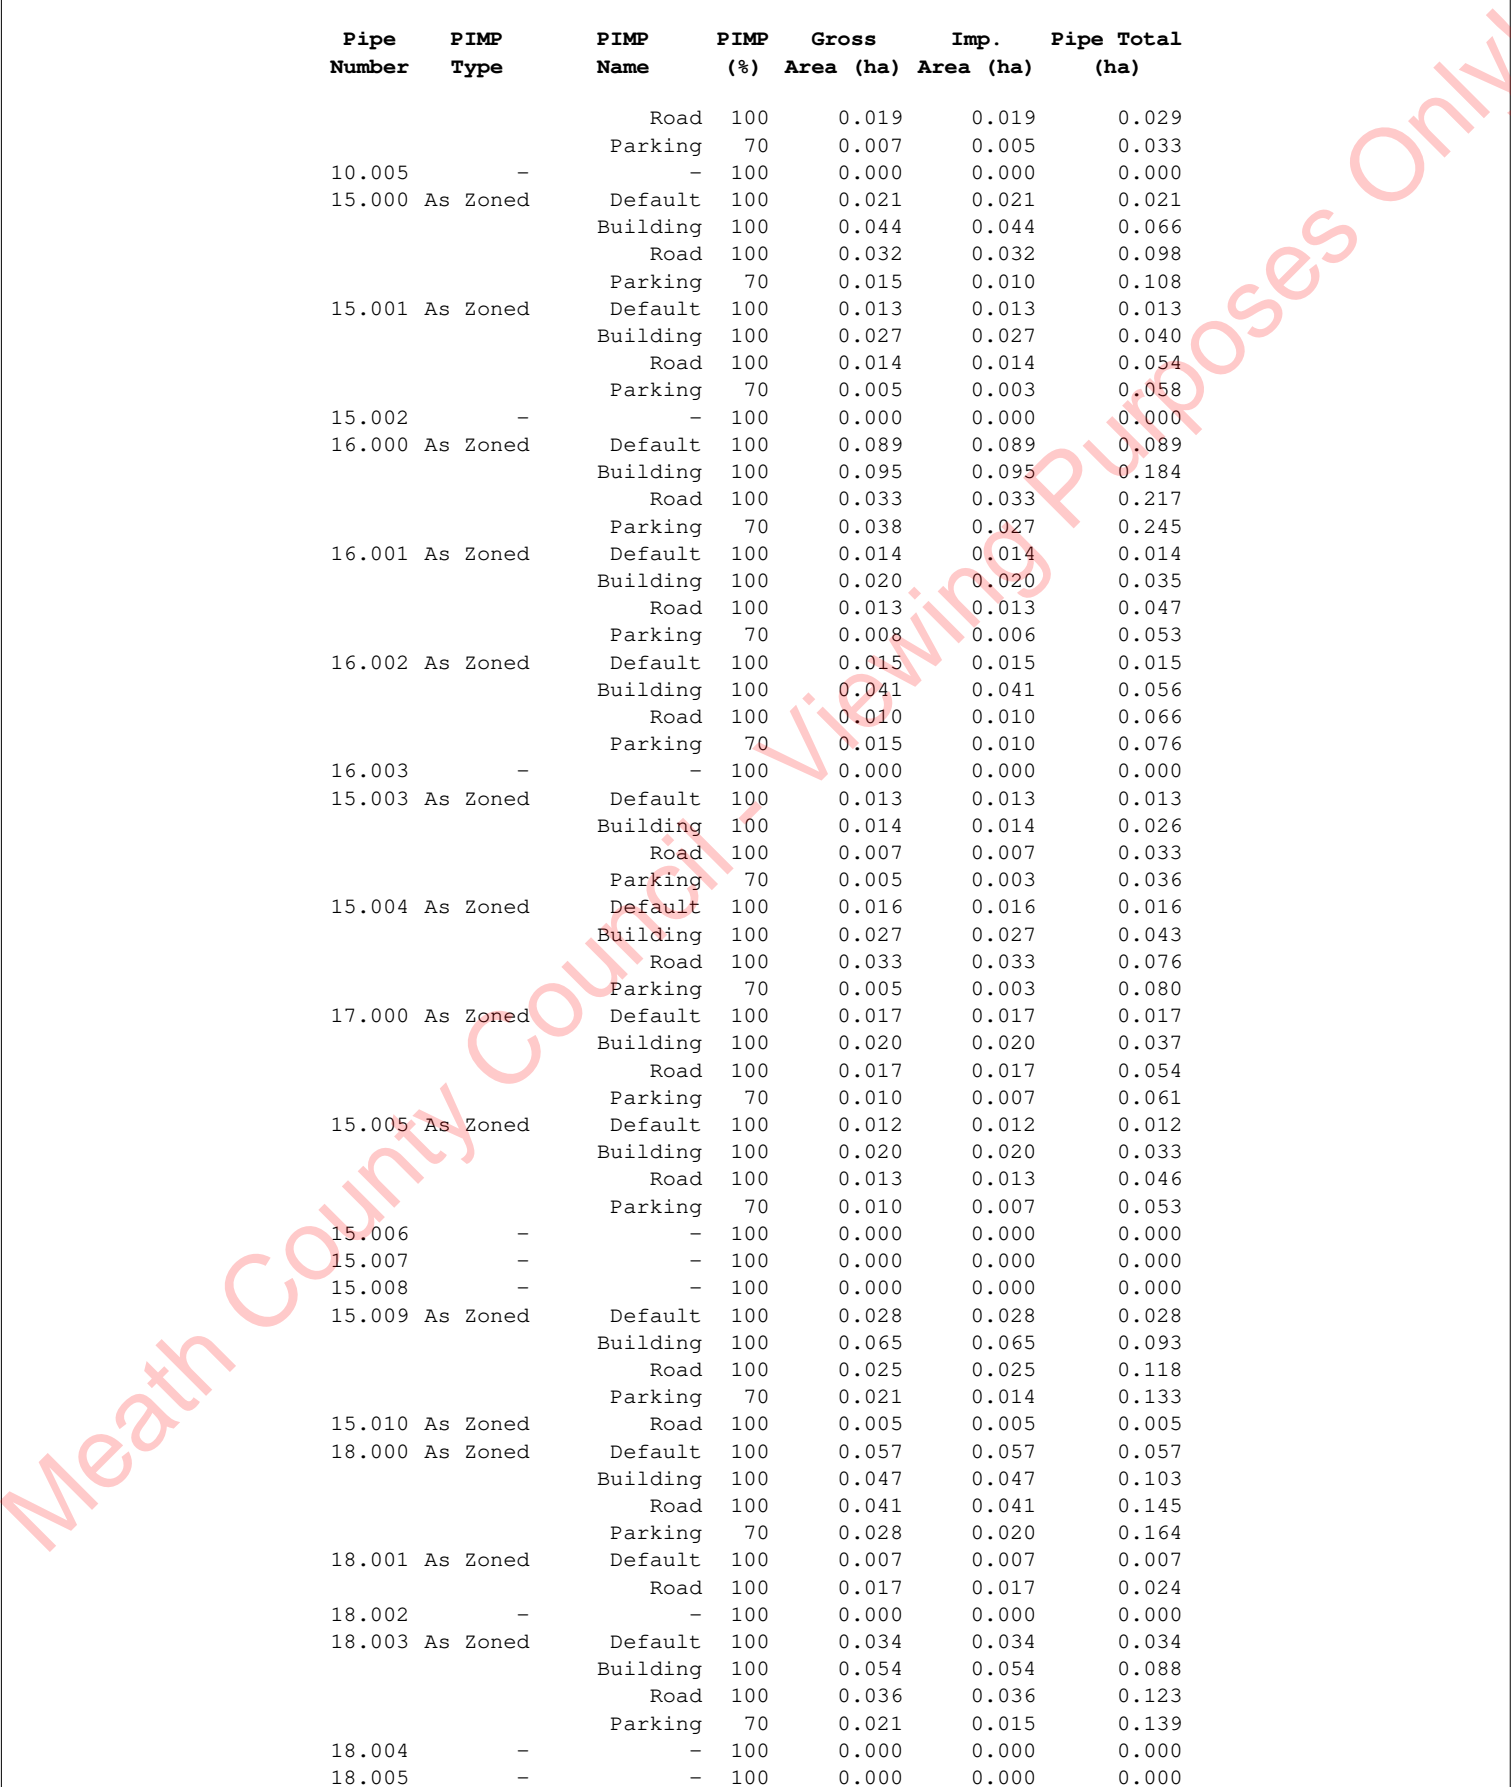 Pipe PIMP PIMP PIMP Gross Imp. Pipe Total
Number Type Name (%) Area (ha) Area (ha) (ha)
Road 100 0.019 0.019 0.029
Parking 70 0.007 0.005 0.033
10.005 - - 100 0.000 0.000 0.000
15.000 As Zoned Default 100 0.021 0.021 0.021
Building 100 0.044 0.044 0.066
Road 100 0.032 0.032 0.098
Parking 70 0.015 0.010 0.108
15.001 As Zoned Default 100 0.013 0.013 0.013
Building 100 0.027 0.027 0.040
Road 100 0.014 0.014 0.054
Parking 70 0.005 0.003 0.058
15.002 - - 100 0.000 0.000 0.000
16.000 As Zoned Default 100 0.089 0.089 0.089
Building 100 0.095 0.095 0.184
Road 100 0.033 0.033 0.217
Parking 70 0.038 0.027 0.245
16.001 As Zoned Default 100 0.014 0.014 0.014
Building 100 0.020 0.020 0.035
Road 100 0.013 0.013 0.047
Parking 70 0.008 0.006 0.053
16.002 As Zoned Default 100 0.015 0.015 0.015
Building 100 0.041 0.041 0.056
Road 100 0.010 0.010 0.066
Parking 70 0.015 0.010 0.076
16.003 - - 100 0.000 0.000 0.000
15.003 As Zoned Default 100 0.013 0.013 0.013
Building 100 0.014 0.014 0.026
Road 100 0.007 0.007 0.033
Parking 70 0.005 0.003 0.036
15.004 As Zoned Default 100 0.016 0.016 0.016
Building 100 0.027 0.027 0.043
Road 100 0.033 0.033 0.076
Parking 70 0.005 0.003 0.080
17.000 As Zoned Default 100 0.017 0.017 0.017
Building 100 0.020 0.020 0.037
Road 100 0.017 0.017 0.054
Parking 70 0.010 0.007 0.061
15.005 As Zoned Default 100 0.012 0.012 0.012
Building 100 0.020 0.020 0.033
Road 100 0.013 0.013 0.046
Parking 70 0.010 0.007 0.053
15.006 - - 100 0.000 0.000 0.000
15.007 - - 100 0.000 0.000 0.000
15.008 - - 100 0.000 0.000 0.000
15.009 As Zoned Default 100 0.028 0.028 0.028
Building 100 0.065 0.065 0.093
Road 100 0.025 0.025 0.118
Parking 70 0.021 0.014 0.133
15.010 As Zoned Road 100 0.005 0.005 0.005
18.000 As Zoned Default 100 0.057 0.057 0.057
Building 100 0.047 0.047 0.103
Road 100 0.041 0.041 0.145
Parking 70 0.028 0.020 0.164
18.001 As Zoned Default 100 0.007 0.007 0.007
Road 100 0.017 0.017 0.024
18.002 - - 100 0.000 0.000 0.000
18.003 As Zoned Default 100 0.034 0.034 0.034
Building 100 0.054 0.054 0.088
Road 100 0.036 0.036 0.123
Parking 70 0.021 0.015 0.139
18.004 - - 100 0.000 0.000 0.000
18.005 - - 100 0.000 0.000 0.000
Meath County Council - Viewing Purposes Only!